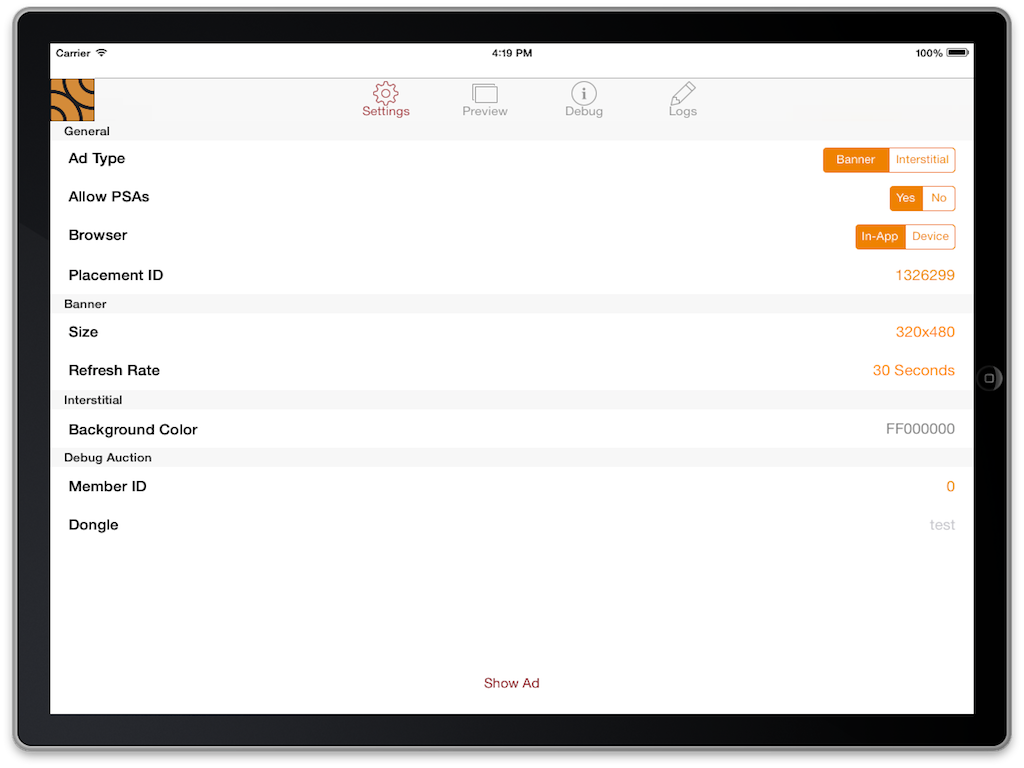 Carrier 4:19 PM 100%
Settings Preview Debug Logs
General
Ad Type Banner Interstitial
Allow PSAs Yes No
Browser In-App Device
Placement ID 1326299
Banner
Size 320x480
Refresh Rate 30 Seconds
Interstitial
Background Color FF000000
Debug Auction
Member ID 0
Dongle test
Show Ad